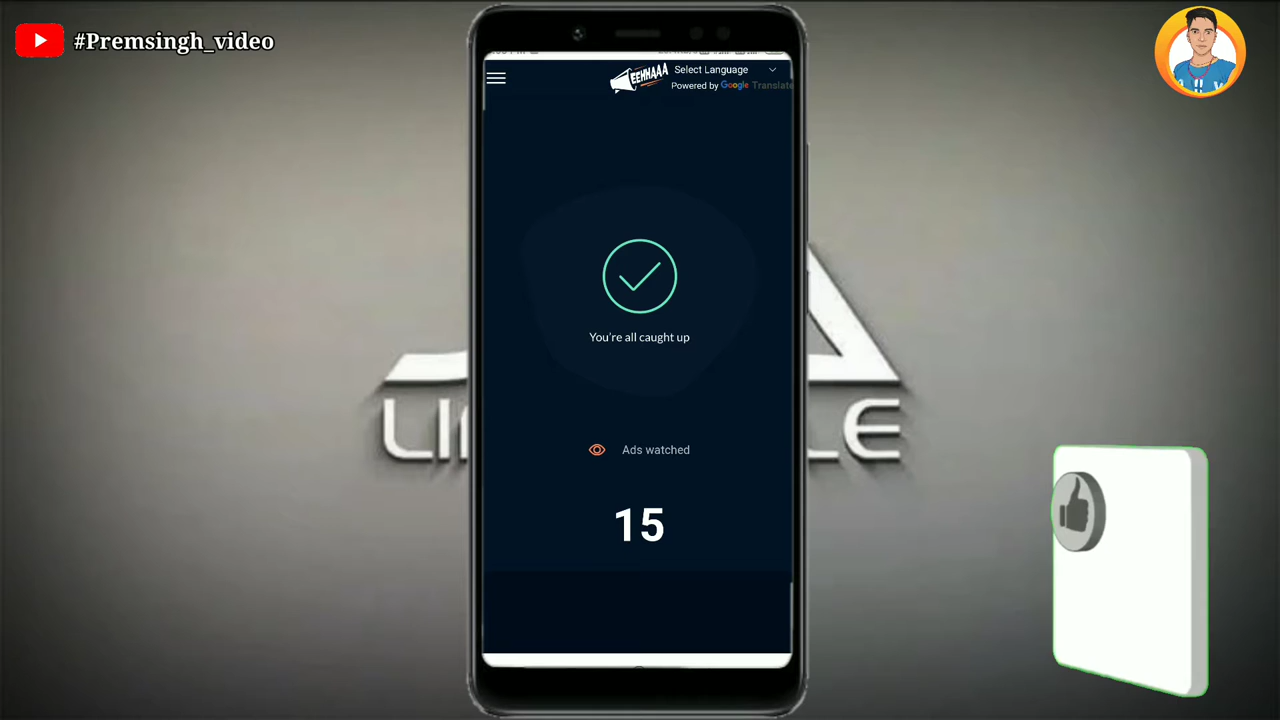 #Premsingh_video
EEHHAAA
Select Language
Powered by Google Translate
You're all caught up
Ads watched
15